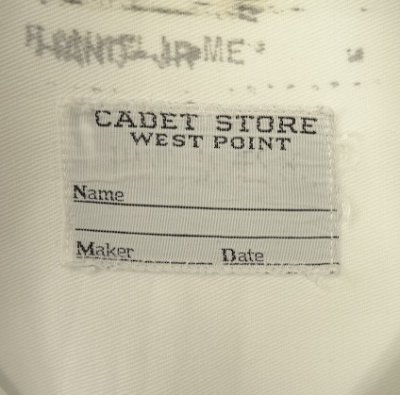 CADET STORE
WEST POINT
Name
Maker Date